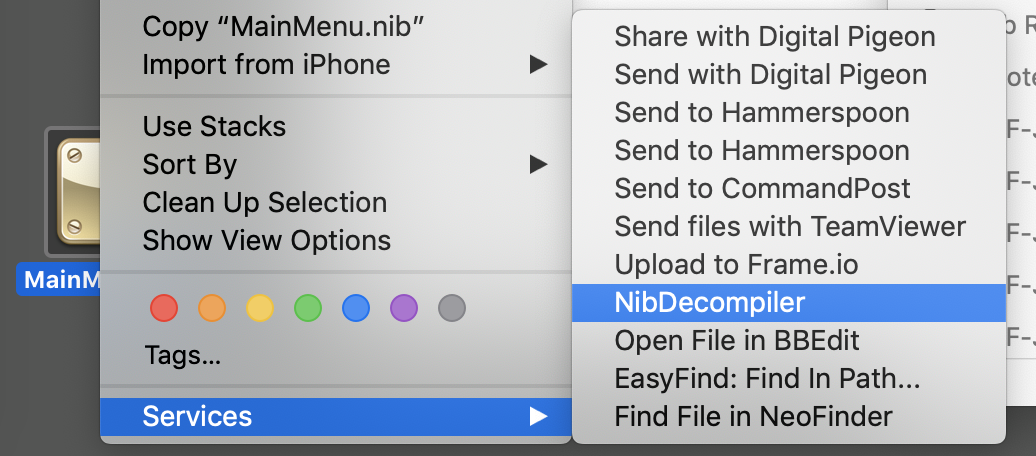 Copy “MainMenu.nib”
Import from iPhone
Use Stacks
Sort By
Clean Up Selection
Show View Options
Tags...
Services
MainM
Share with Digital Pigeon
Send with Digital Pigeon
Send to Hammerspoon
Send to Hammerspoon
Send to CommandPost
Send files with TeamViewer
Upload to Frame.io
NibDecompiler
Open File in BBEdit
EasyFind: Find In Path...
Find File in NeoFinder